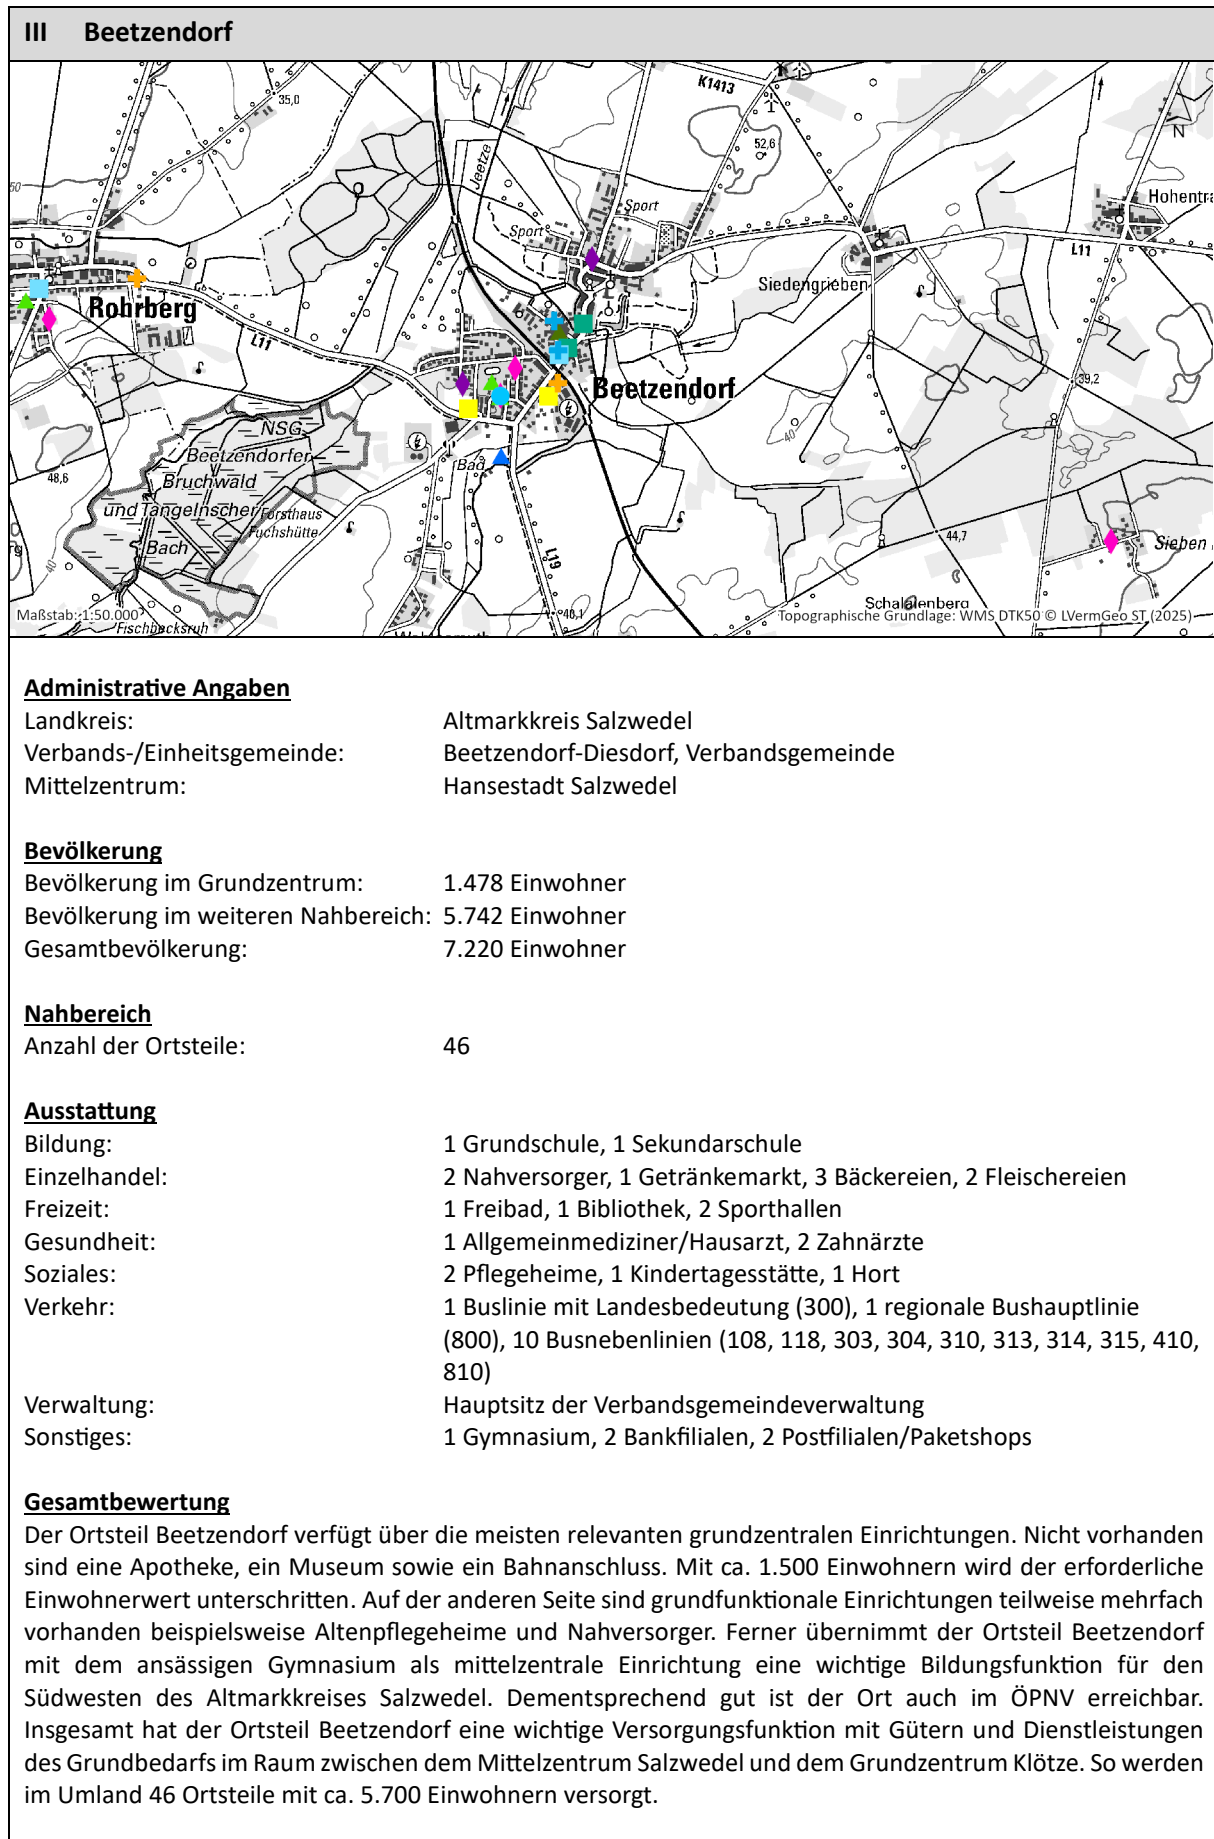 III Beetzendorf
K1413
35,0
N
52,6
50
Jeetze
Hohentra
Sport
Sport
L11
Siedengrieben
Rohrberg
L11
39,2
Beetzendorf
NSG
Beetzendorfer
40
48,6
Bruchwald
Bad
und Tangelnscher
Forsthaus
Fuchshütte
44,7
Bach
Sieben
rg
40
L19
Schalalenberg
Maßstab: 1:50.000
48,1
Topographische Grundlage: WMS DTK50 © LVermGeo ST (2025)
Fischbecksruh
Administrative Angaben
Landkreis: Altmarkkreis Salzwedel
Verbands-/Einheitsgemeinde: Beetzendorf-Diesdorf, Verbandsgemeinde
Mittelzentrum: Hansestadt Salzwedel
Bevölkerung
Bevölkerung im Grundzentrum: 1.478 Einwohner
Bevölkerung im weiteren Nahbereich: 5.742 Einwohner
Gesamtbevölkerung: 7.220 Einwohner
Nahbereich
Anzahl der Ortsteile: 46
Ausstattung
Bildung: 1 Grundschule, 1 Sekundarschule
Einzelhandel: 2 Nahversorger, 1 Getränkemarkt, 3 Bäckereien, 2 Fleischereien
Freizeit: 1 Freibad, 1 Bibliothek, 2 Sporthallen
Gesundheit: 1 Allgemeinmediziner/Hausarzt, 2 Zahnärzte
Soziales: 2 Pflegeheime, 1 Kindertagesstätte, 1 Hort
Verkehr: 1 Buslinie mit Landesbedeutung (300), 1 regionale Bushauptlinie
(800), 10 Busnebenlinien (108, 118, 303, 304, 310, 313, 314, 315, 410,
810)
Verwaltung: Hauptsitz der Verbandsgemeindeverwaltung
Sonstiges: 1 Gymnasium, 2 Bankfilialen, 2 Postfilialen/Paketshops
Gesamtbewertung
Der Ortsteil Beetzendorf verfügt über die meisten relevanten grundzentralen Einrichtungen. Nicht vorhanden
sind eine Apotheke, ein Museum sowie ein Bahnanschluss. Mit ca. 1.500 Einwohnern wird der erforderliche
Einwohnerwert unterschritten. Auf der anderen Seite sind grundfunktionale Einrichtungen teilweise mehrfach
vorhanden beispielsweise Altenpflegeheime und Nahversorger. Ferner übernimmt der Ortsteil Beetzendorf
mit dem ansässigen Gymnasium als mittelzentrale Einrichtung eine wichtige Bildungsfunktion für den
Südwesten des Altmarkkreises Salzwedel. Dementsprechend gut ist der Ort auch im ÖPNV erreichbar.
Insgesamt hat der Ortsteil Beetzendorf eine wichtige Versorgungsfunktion mit Gütern und Dienstleistungen
des Grundbedarfs im Raum zwischen dem Mittelzentrum Salzwedel und dem Grundzentrum Klötze. So werden
im Umland 46 Ortsteile mit ca. 5.700 Einwohnern versorgt.